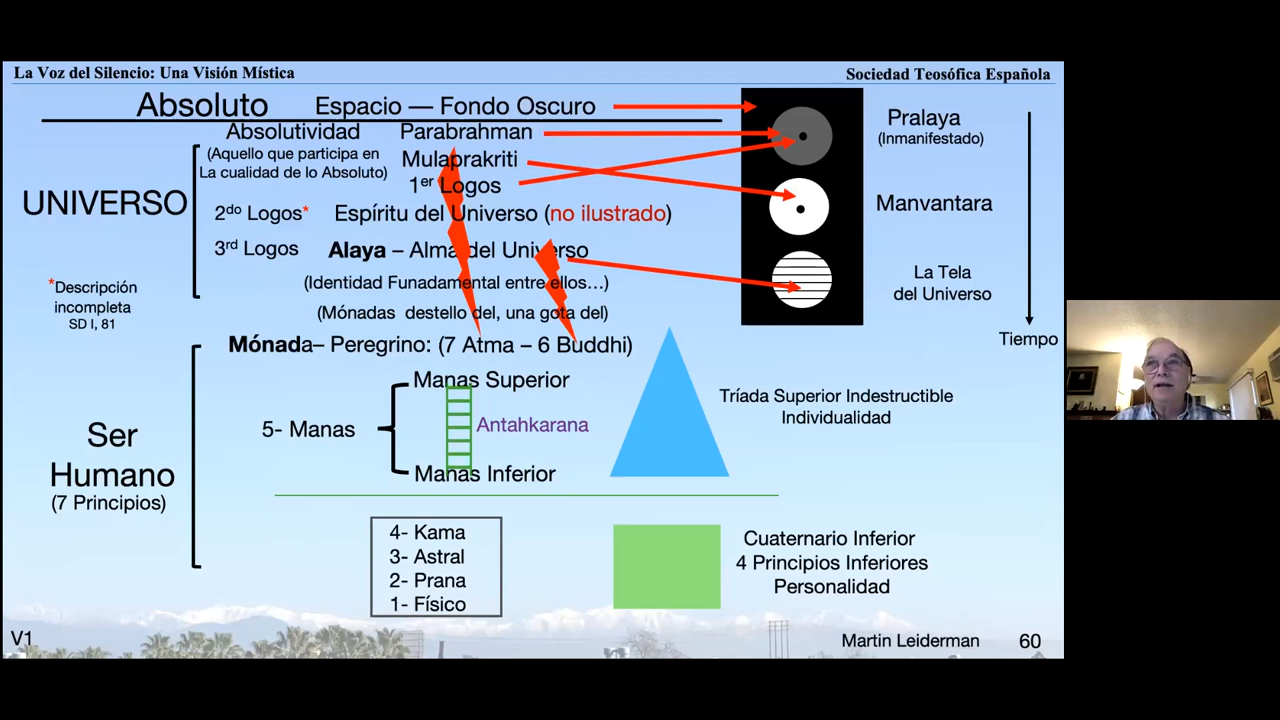 La Voz del Silencio: Una Visión Mística
Sociedad Teosófica Española
Absoluto Espacio — Fondo Oscuro
Absolutividad Parabrahman
(Aquello que participa en
La cualidad de lo Absoluto)
Mulaprakriti
1er Logos
UNIVERSO
2do Logos* Espíritu del Universo (no ilustrado)
3rd Logos Alaya – Alma del Universo
(Identidad Funadamental entre ellos...)
(Mónadas destello del, una gota del)
*Descripción
incompleta
SD I, 81
Pralaya
(Inmanifestado)
Manvantara
La Tela
del Universo
Tiempo
Mónada– Peregrino: (7 Atma – 6 Buddhi)
Manas Superior
5- Manas
Antahkarana
Manas Inferior
Tríada Superior Indestructible
Individualidad
Ser
Humano
(7 Principios)
4- Kama
3- Astral
2- Prana
1- Físico
Cuaternario Inferior
4 Principios Inferiores
Personalidad
V1
Martin Leiderman 60